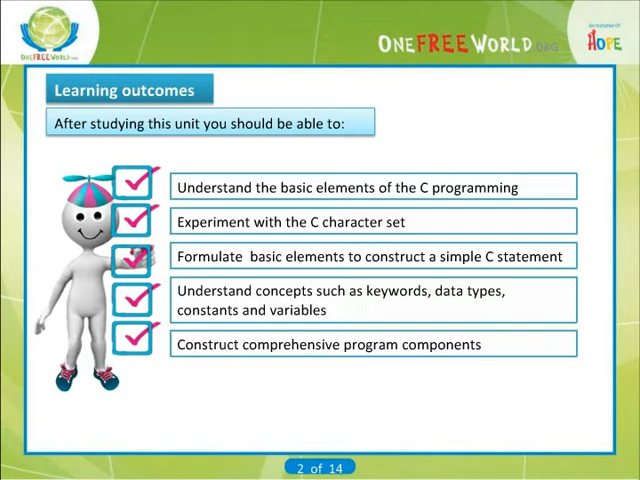 ONEFREEWORLD.ORG
ONEFREEWORLD.ORG
An Initiative Of
HOPE
Learning outcomes
After studying this unit you should be able to:
Understand the basic elements of the C programming
Experiment with the C character set
Formulate basic elements to construct a simple C statement
Understand concepts such as keywords, data types,
constants and variables
Construct comprehensive program components
2 of 14